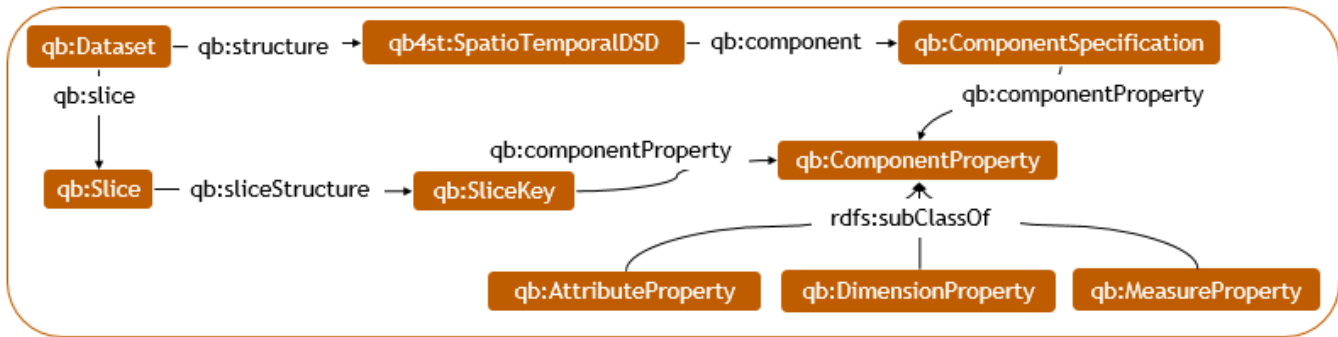 qb:Dataset qb:structure qb4st:SpatioTemporalDSD qb:component qb:ComponentSpecification
qb:slice qb:componentProperty
qb:componentProperty qb:ComponentProperty
qb:Slice qb:sliceStructure qb:SliceKey
rdfs:subClassOf
qb:AttributeProperty qb:DimensionProperty qb:MeasureProperty